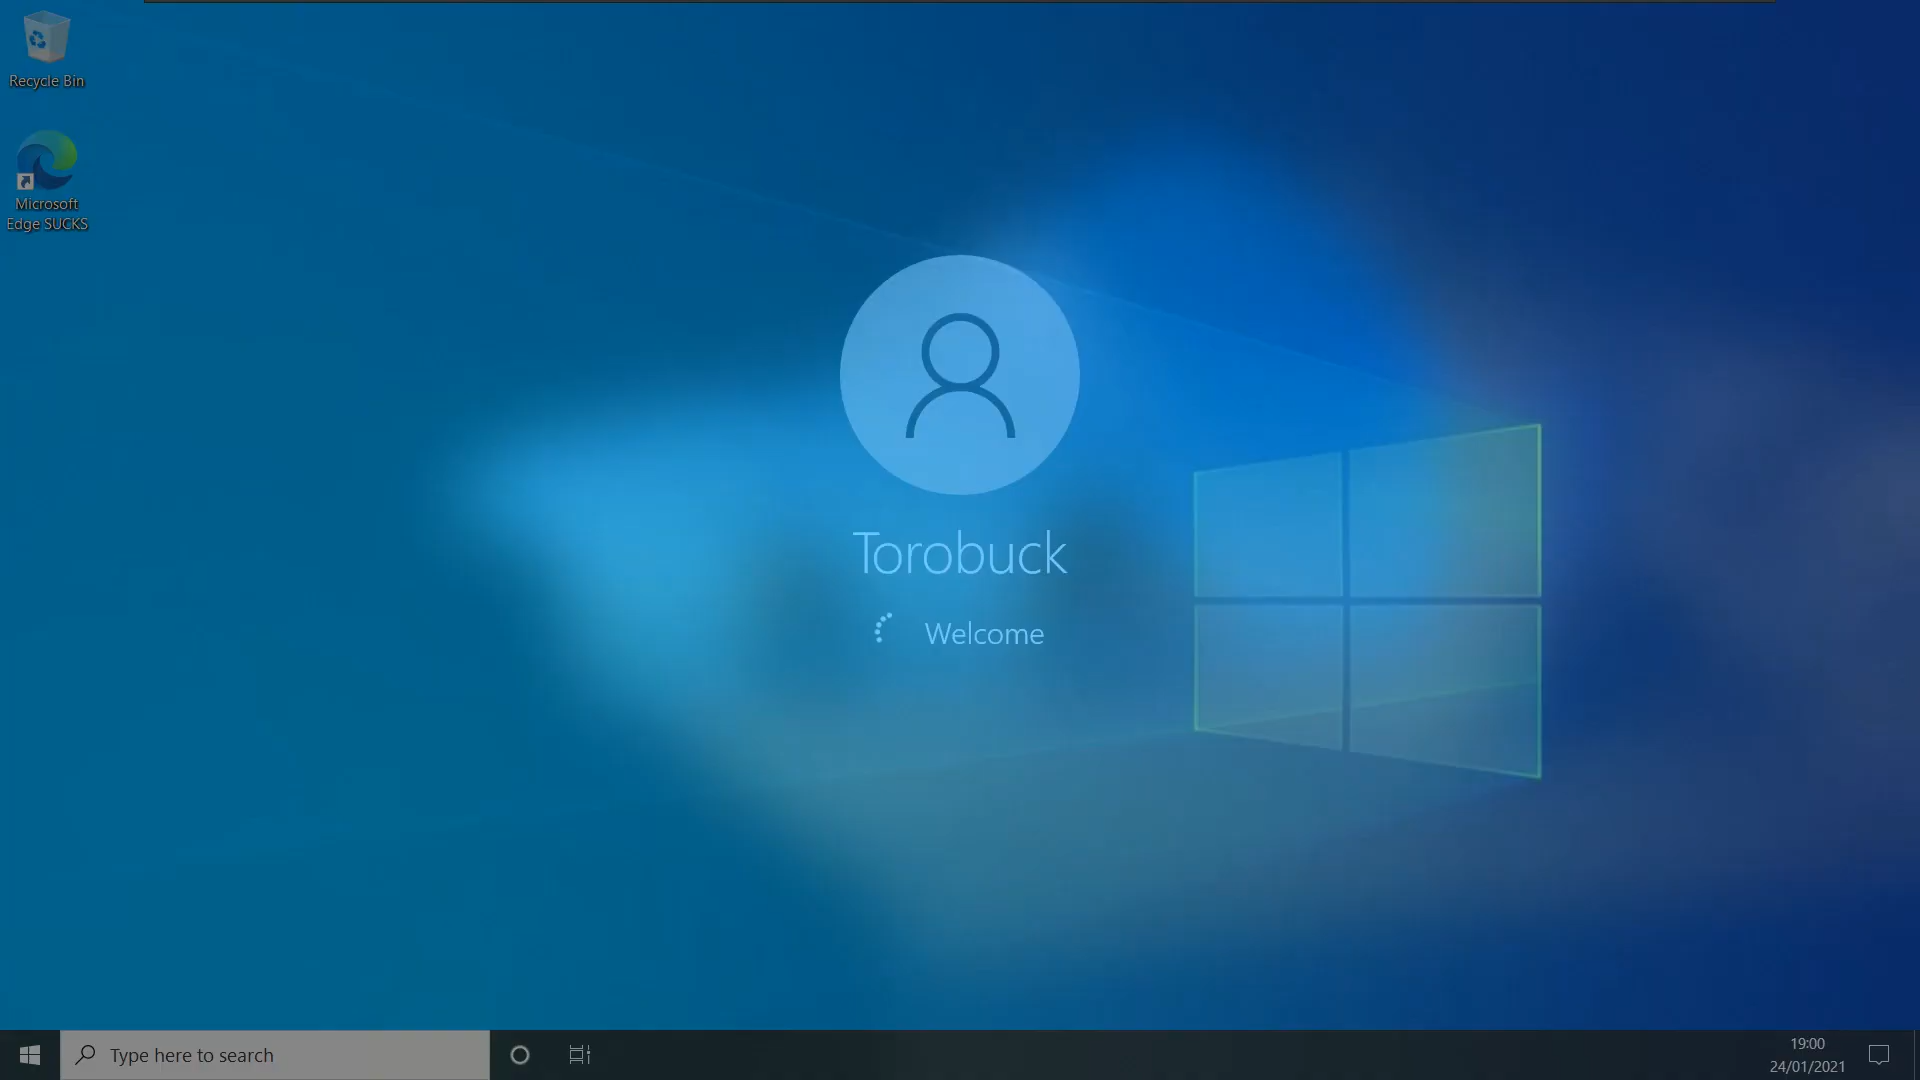 Recycle Bin
Microsoft
Edge SUCKS
Torobuck
Welcome
Type here to search
19:00
24/01/2021